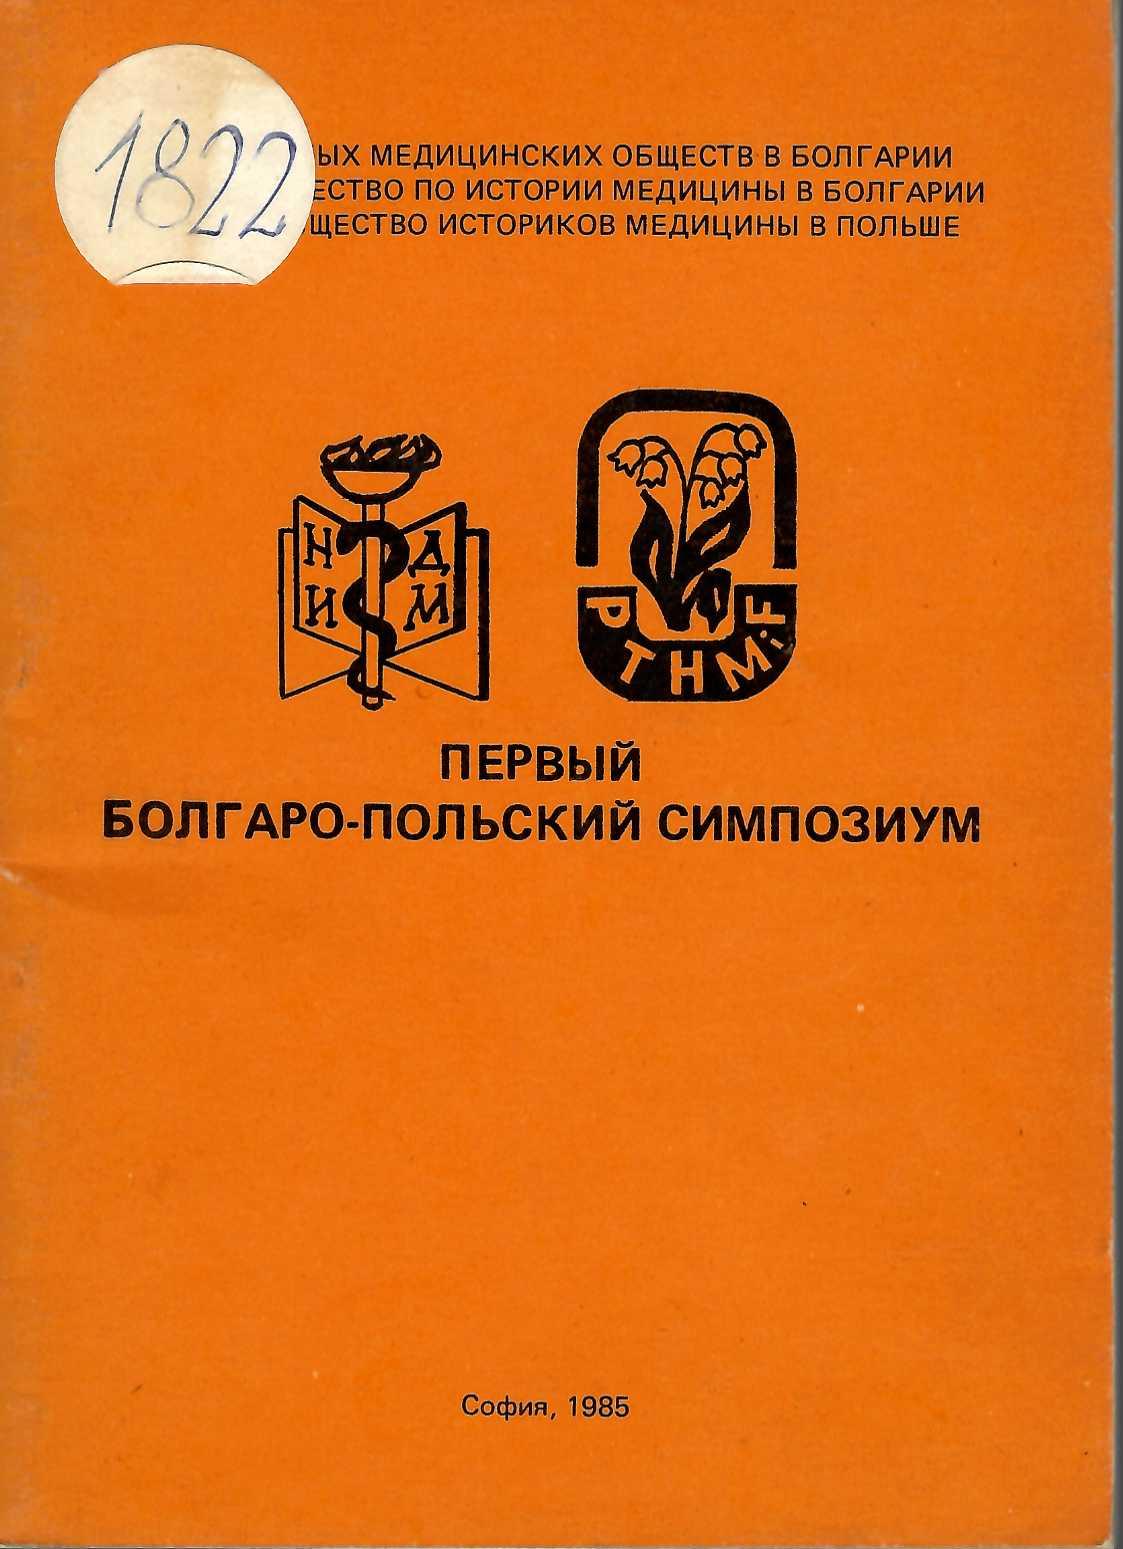 1822
ЫХ МЕДИЦИНСКИХ ОБЩЕСТВ В БОЛГАРИИ
ЕСТВО ПО ИСТОРИИ МЕДИЦИНЫ В БОЛГАРИИ
ЩЕСТВО ИСТОРИКОВ МЕДИЦИНЫ В ПОЛЬШЕ
Н Д
И М
PTHMiF
ПЕРВЫЙ
БОЛГАРО-ПОЛЬСКИЙ СИМПОЗИУМ
София, 1985